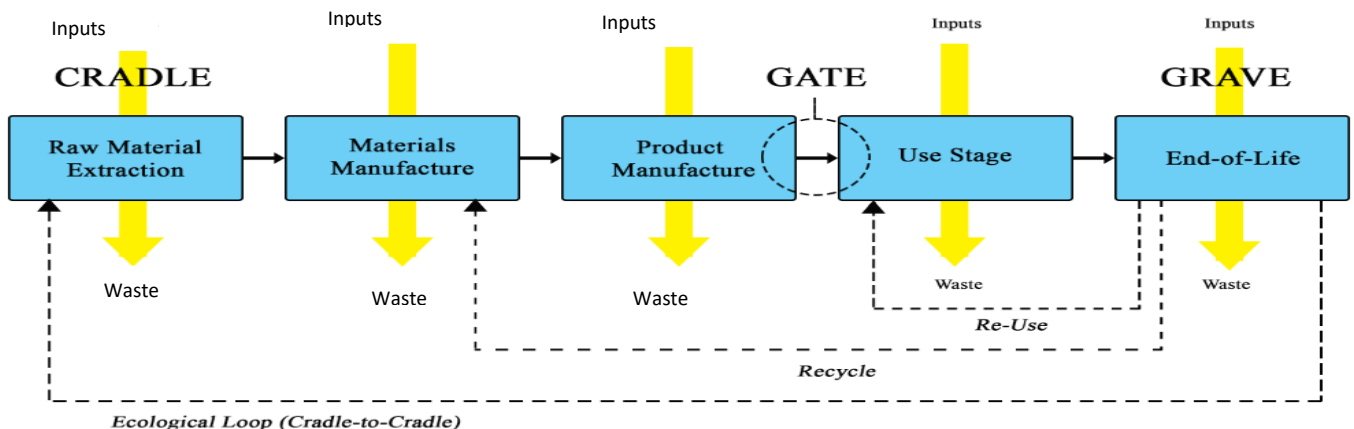 Inputs
Inputs
Inputs
Inputs
Inputs
CRADLE
GATE
GRAVE
Raw Material
Extraction
Materials
Manufacture
Product
Manufacture
Use Stage
End-of-Life
Waste
Waste
Waste
Waste
Waste
Re-Use
Recycle
Ecological Loop (Cradle-to-Cradle)